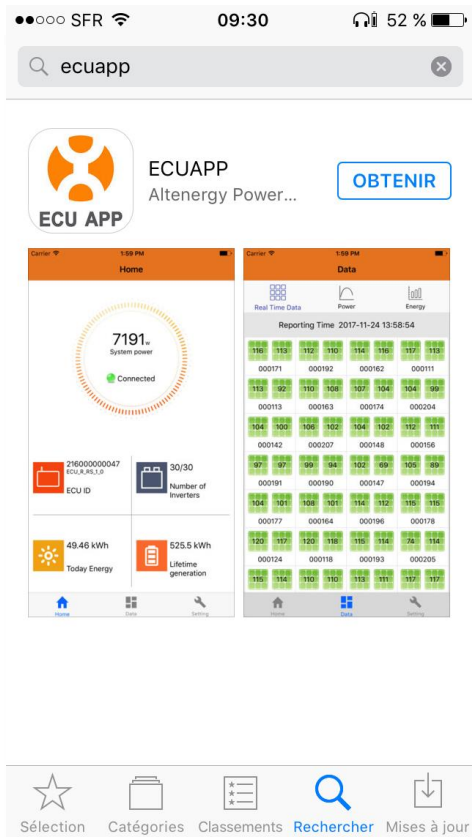 SFR 09:30 52 %
ecuapp
ECU APP
ECUAPP
Altenergy Power...
OBTENIR
Carrier 1:59 PM
Home
7191w
System power
Connected
216000000047
ECU_R_RS_1_0
ECU ID
30/30
Number of
Inverters
49.46 kWh
Today Energy
525.5 kWh
Lifetime
generation
Home Data Setting
Carrier 1:59 PM
Data
Real Time Data Power Energy
Reporting Time 2017-11-24 13:58:54
116 113 112 110 114 116 117 113
000171 000192 000162 000111
113 92 110 108 107 104 104 99
000113 000163 000174 000204
104 100 106 102 104 102 112 111
000142 000207 000148 000156
97 97 99 94 102 69 105 89
000191 000190 000147 000194
104 101 108 101 114 112 115 115
000177 000164 000196 000178
120 117 120 118 115 114 74 114
000124 000118 000193 000205
115 114 110 110 113 111 117 117
Home Data Setting
Sélection Catégories Classements Rechercher Mises à jour